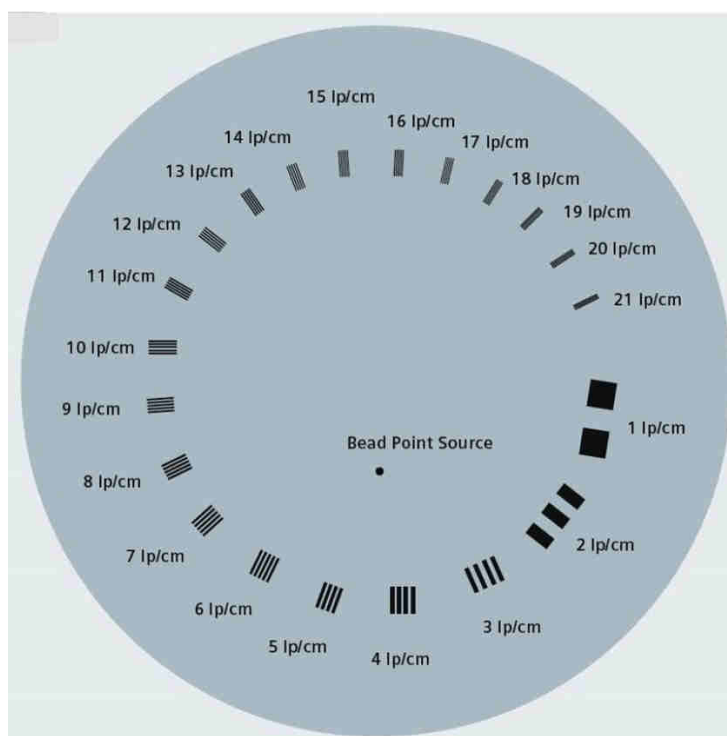 15 lp/cm
16 lp/cm
14 lp/cm
17 lp/cm
13 lp/cm
18 lp/cm
12 lp/cm
19 lp/cm
20 lp/cm
11 lp/cm
21 lp/cm
10 lp/cm
9 lp/cm
1 lp/cm
Bead Point Source
8 lp/cm
2 lp/cm
7 lp/cm
6 lp/cm
3 lp/cm
5 lp/cm
4 lp/cm